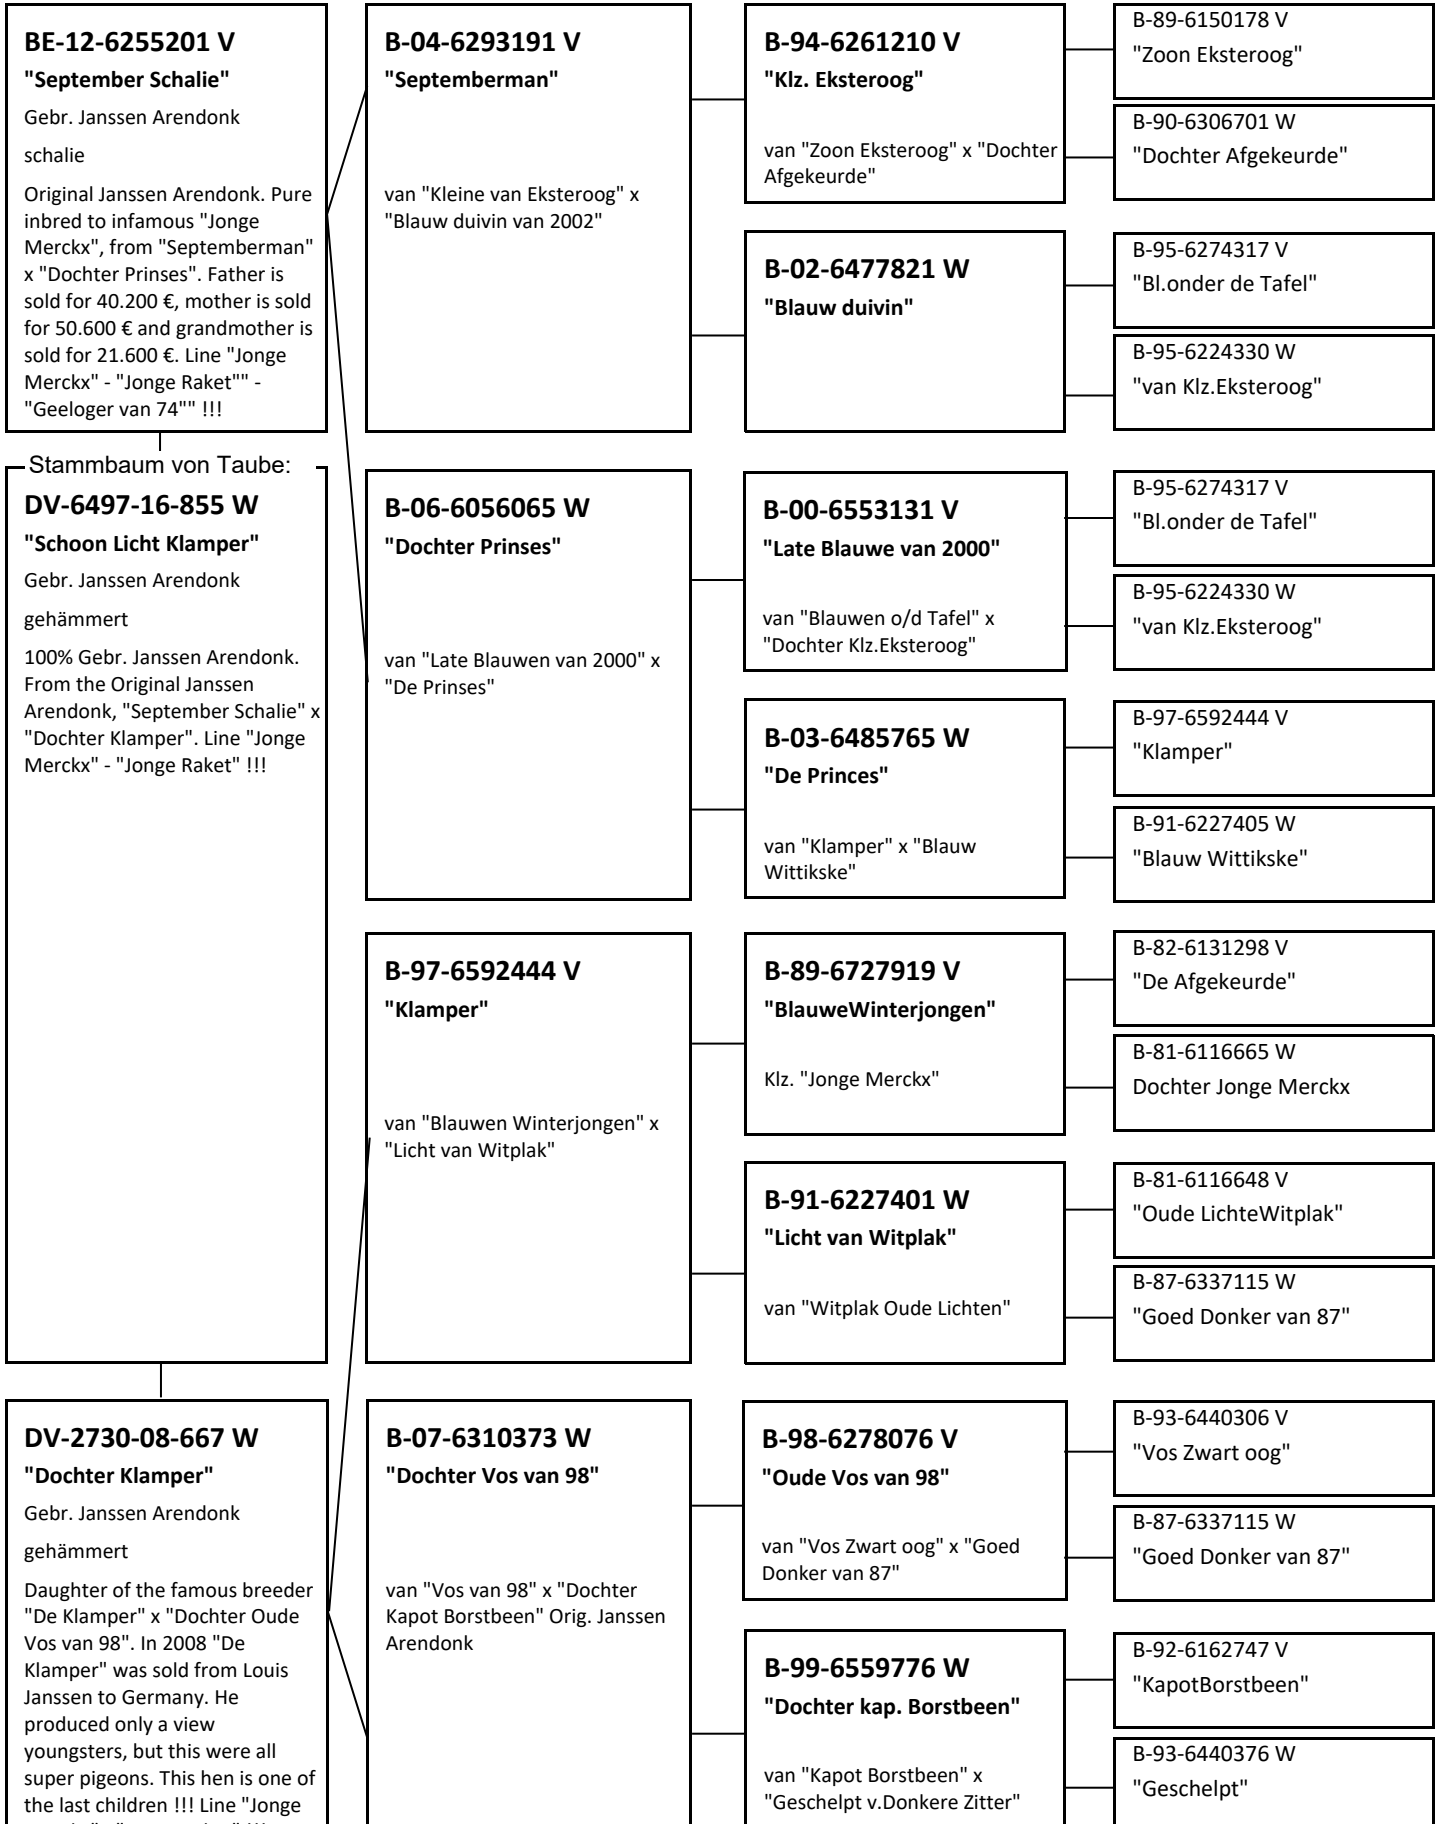 BE-12-6255201 V
"September Schalie"
Gebr. Janssen Arendonk
schalie
Original Janssen Arendonk. Pure
inbred to infamous "Jonge
Merckx", from "Septemberman"
x "Dochter Prinses". Father is
sold for 40.200 €, mother is sold
for 50.600 € and grandmother is
sold for 21.600 €. Line "Jonge
Merckx" - "Jonge Raket"" -
"Geeloger van 74"" !!!
Stammbaum von Taube:
DV-6497-16-855 W
"Schoon Licht Klamper"
Gebr. Janssen Arendonk
gehämmert
100% Gebr. Janssen Arendonk.
From the Original Janssen
Arendonk, "September Schalie" x
"Dochter Klamper". Line "Jonge
Merckx" - "Jonge Raket" !!!
DV-2730-08-667 W
"Dochter Klamper"
Gebr. Janssen Arendonk
gehämmert
Daughter of the famous breeder
"De Klamper" x "Dochter Oude
Vos van 98". In 2008 "De
Klamper" was sold from Louis
Janssen to Germany. He
produced only a view
youngsters, but this were all
super pigeons. This hen is one of
the last children !!! Line "Jonge
B-04-6293191 V
"Septemberman"
van "Kleine van Eksteroog" x
"Blauw duivin van 2002"
B-06-6056065 W
"Dochter Prinses"
van "Late Blauwen van 2000" x
"De Prinses"
B-97-6592444 V
"Klamper"
van "Blauwen Winterjongen" x
"Licht van Witplak"
B-07-6310373 W
"Dochter Vos van 98"
van "Vos van 98" x "Dochter
Kapot Borstbeen" Orig. Janssen
Arendonk
B-94-6261210 V
"Klz. Eksteroog"
van "Zoon Eksteroog" x "Dochter
Afgekeurde"
B-02-6477821 W
"Blauw duivin"
B-00-6553131 V
"Late Blauwe van 2000"
van "Blauwen o/d Tafel" x
"Dochter Klz.Eksteroog"
B-03-6485765 W
"De Princes"
van "Klamper" x "Blauw
Wittikske"
B-89-6727919 V
"BlauweWinterjongen"
Klz. "Jonge Merckx"
B-91-6227401 W
"Licht van Witplak"
van "Witplak Oude Lichten"
B-98-6278076 V
"Oude Vos van 98"
van "Vos Zwart oog" x "Goed
Donker van 87"
B-99-6559776 W
"Dochter kap. Borstbeen"
van "Kapot Borstbeen" x
"Geschelpt v.Donkere Zitter"
B-89-6150178 V
"Zoon Eksteroog"
B-90-6306701 W
"Dochter Afgekeurde"
B-95-6274317 V
"Bl.onder de Tafel"
B-95-6224330 W
"van Klz.Eksteroog"
B-95-6274317 V
"Bl.onder de Tafel"
B-95-6224330 W
"van Klz.Eksteroog"
B-97-6592444 V
"Klamper"
B-91-6227405 W
"Blauw Wittikske"
B-82-6131298 V
"De Afgekeurde"
B-81-6116665 W
Dochter Jonge Merckx
B-81-6116648 V
"Oude LichteWitplak"
B-87-6337115 W
"Goed Donker van 87"
B-93-6440306 V
"Vos Zwart oog"
B-87-6337115 W
"Goed Donker van 87"
B-92-6162747 V
"KapotBorstbeen"
B-93-6440376 W
"Geschelpt"